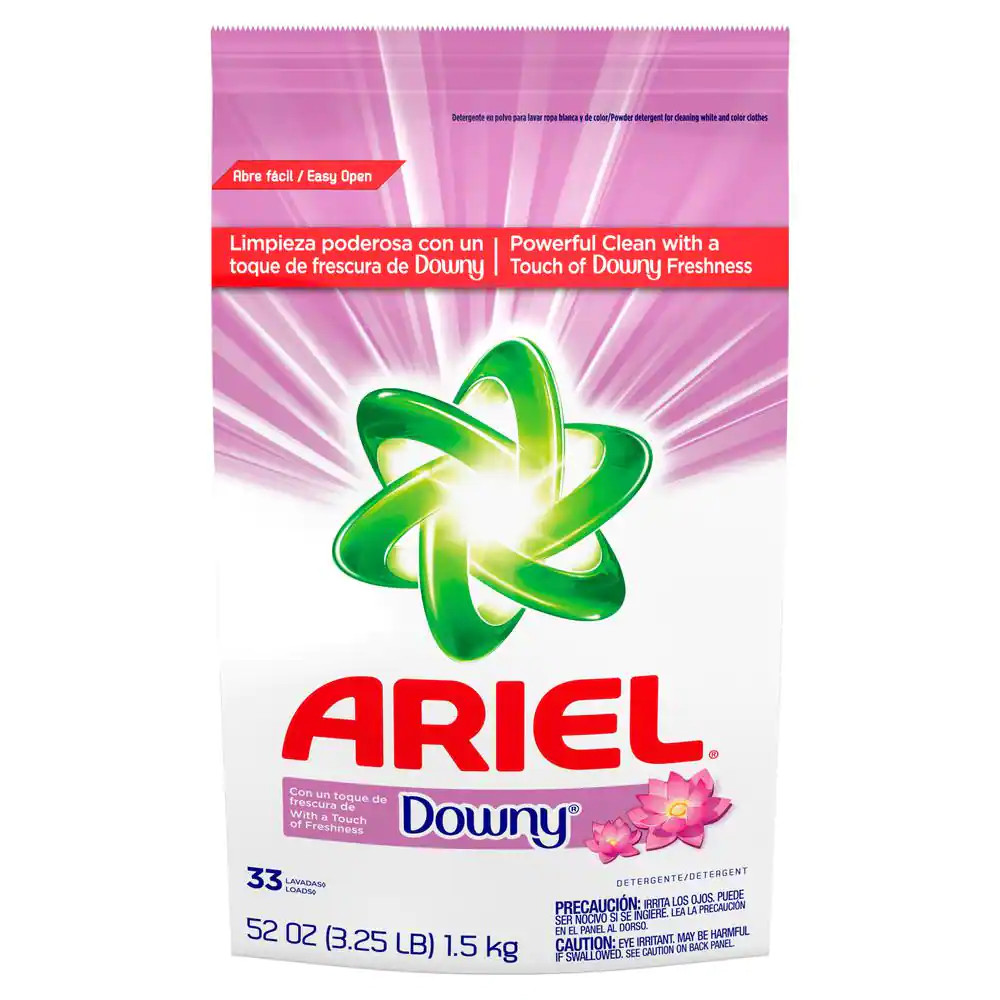 Detergente en polvo para lavar ropa blanca y de color/Powder detergent for cleaning white and color clothes
Abre fácil / Easy Open
Limpieza poderosa con un
toque de frescura de Downy
Powerful Clean with a
Touch of Downy Freshness
ARIEL®
Con un toque de
frescura de
With a Touch
of Freshness
Downy®
33 LAVADAS◊
LOADS◊
52 OZ (3.25 LB) 1.5 kg
DETERGENTE/DETERGENT
PRECAUCIÓN: IRRITA LOS OJOS. PUEDE
SER NOCIVO SI SE INGIERE. LEA LA PRECAUCIÓN
EN EL PANEL AL DORSO.
CAUTION: EYE IRRITANT. MAY BE HARMFUL
IF SWALLOWED. SEE CAUTION ON BACK PANEL.